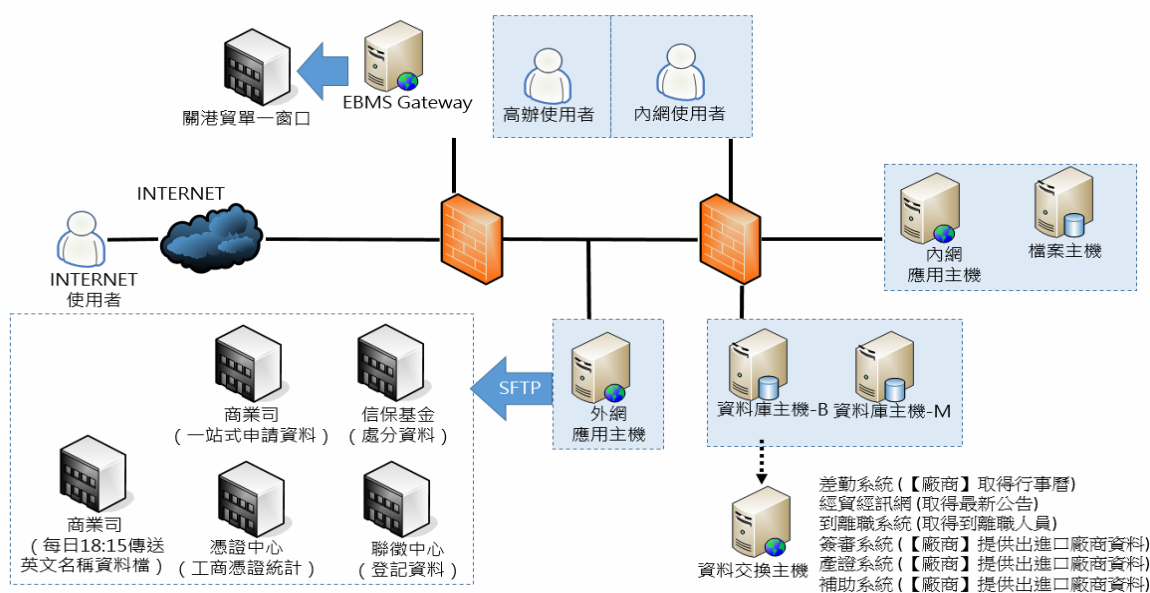 關港貿單一窗口
EBMS Gateway
高辦使用者
內網使用者
INTERNET
INTERNET
使用者
內網
應用主機
檔案主機
商業司
（一站式申請資料）
信保基金
（處分資料）
SFTP
外網
應用主機
資料庫主機-B
資料庫主機-M
商業司
（每日18:15傳送
英文名稱資料檔）
憑證中心
（工商憑證統計）
聯徵中心
（登記資料）
資料交換主機
差勤系統 (【廠商】取得行事曆)
經貿經訊網 (取得最新公告)
到離職系統 (取得到離職人員)
簽審系統 (【廠商】提供出進口廠商資料)
產證系統 (【廠商】提供出進口廠商資料)
補助系統 (【廠商】提供出進口廠商資料)